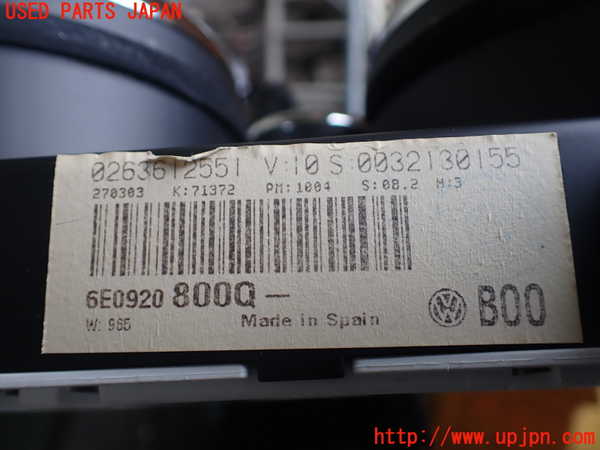 USED PARTS JAPAN
0263612551 V:10 S:0032130155
270303 K:71372 PM:1004 S:08.2 M:3
6E0920 800Q -
W: 965 Made in Spain
VW B00
http://www.upjpn.com/